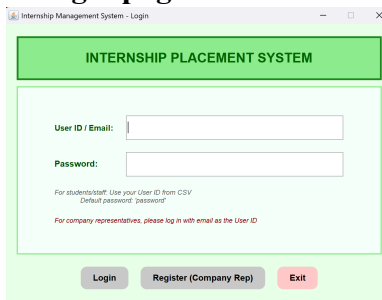 Internship Management System - Login
INTERNSHIP PLACEMENT SYSTEM
User ID / Email:
Password:
For students/staff: Use your User ID from CSV
Default password: 'password'
For company representatives, please log in with email as the User ID
Login
Register (Company Rep)
Exit